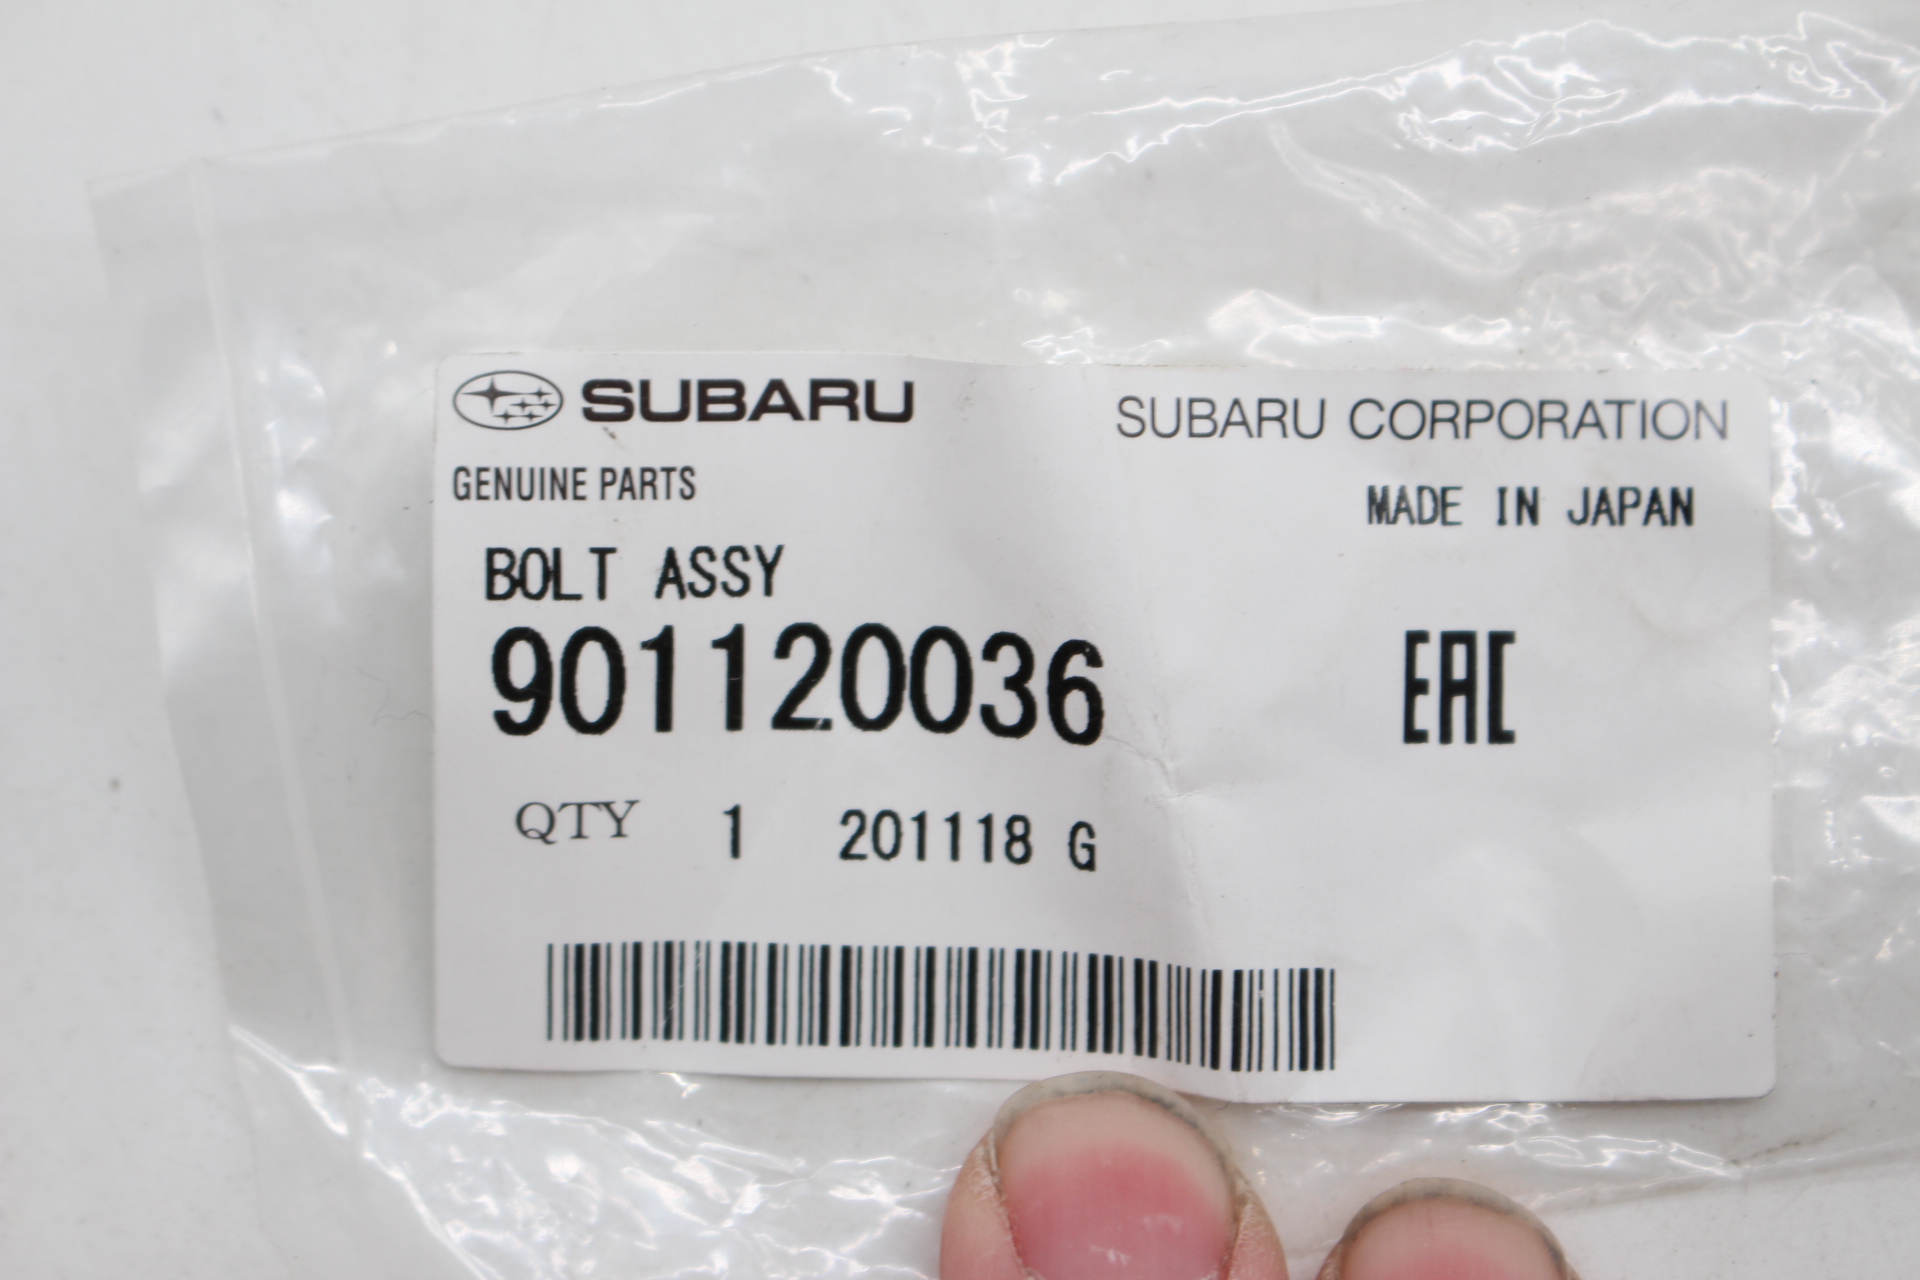 SUBARU SUBARU CORPORATION
GENUINE PARTS MADE IN JAPAN
BOLT ASSY
901120036 EAC
QTY 1 201118 G